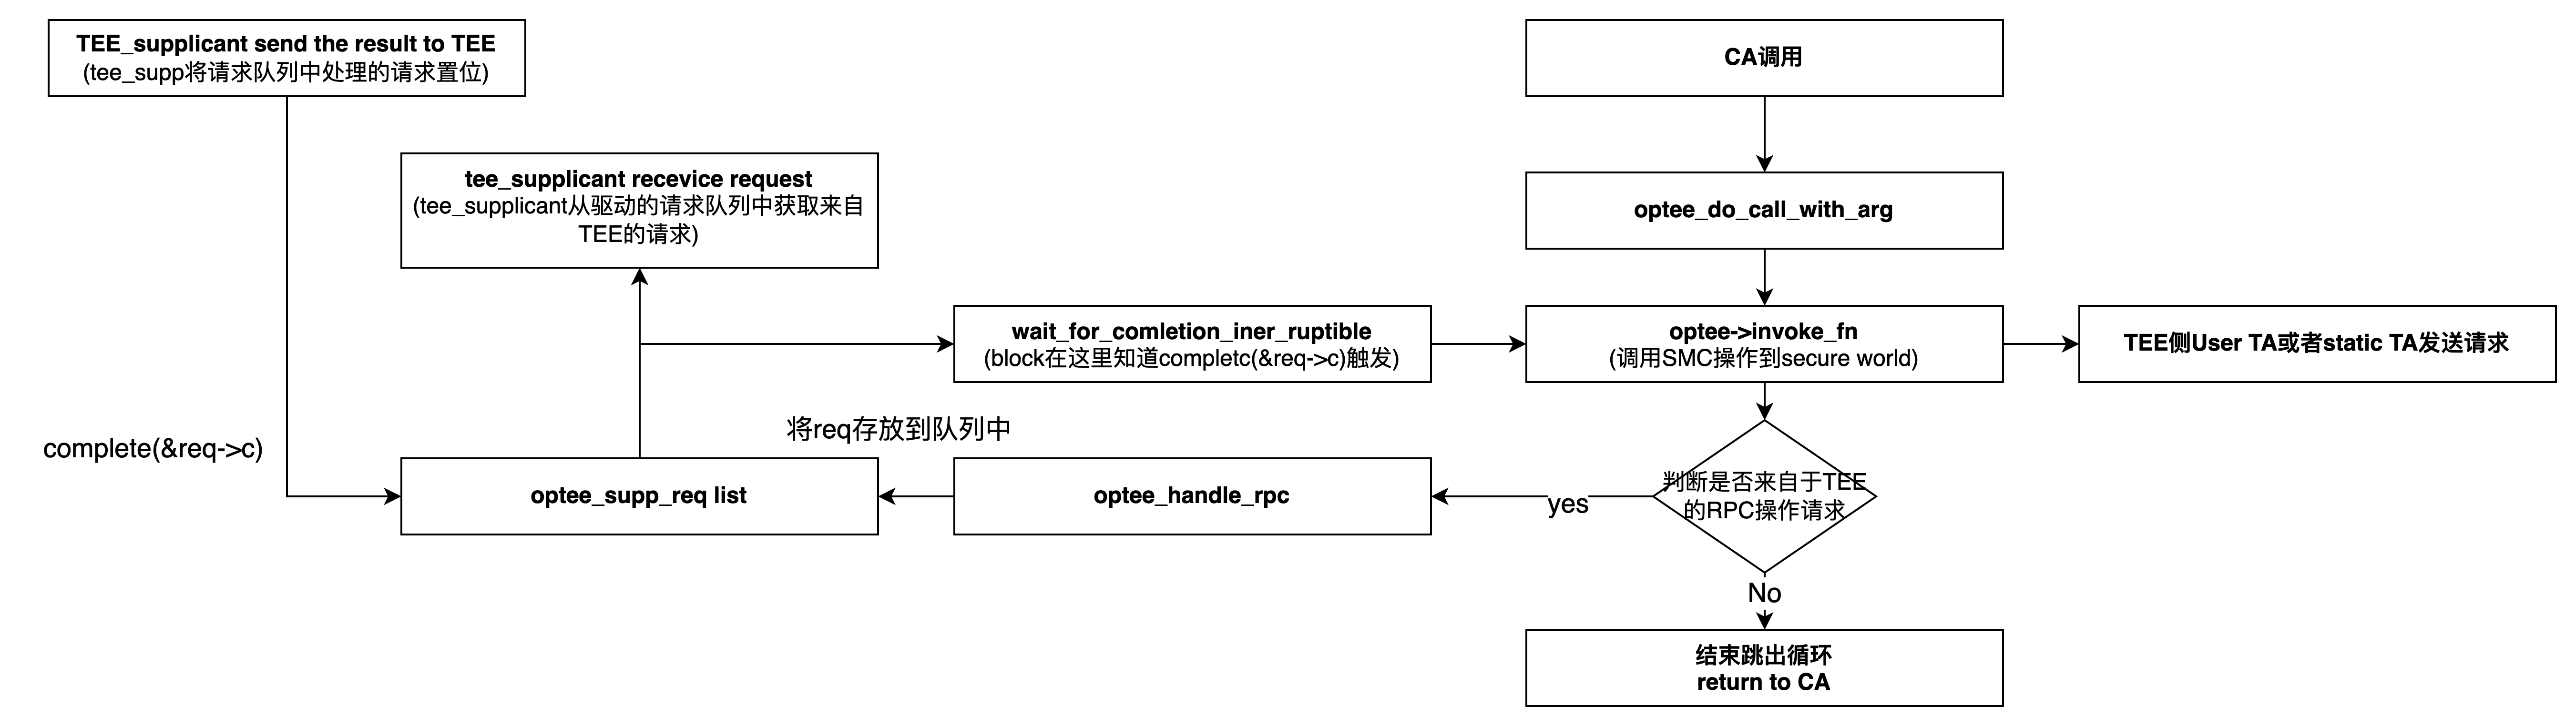 TEE_supplicant send the result to TEE
(tee_supp将请求队列中处理的请求置位)
CA调用
tee_supplicant recevice request
(tee_supplicant从驱动的请求队列中获取来自
TEE的请求)
optee_do_call_with_arg
wait_for_comletion_iner_ruptible
(block在这里知道completc(&req->c)触发)
optee->invoke_fn
(调用SMC操作到secure world)
TEE侧User TA或者static TA发送请求
complete(&req->c)
将req存放到队列中
optee_supp_req list
optee_handle_rpc
yes
判断是否来自于TEE
的RPC操作请求
No
结束跳出循环
return to CA